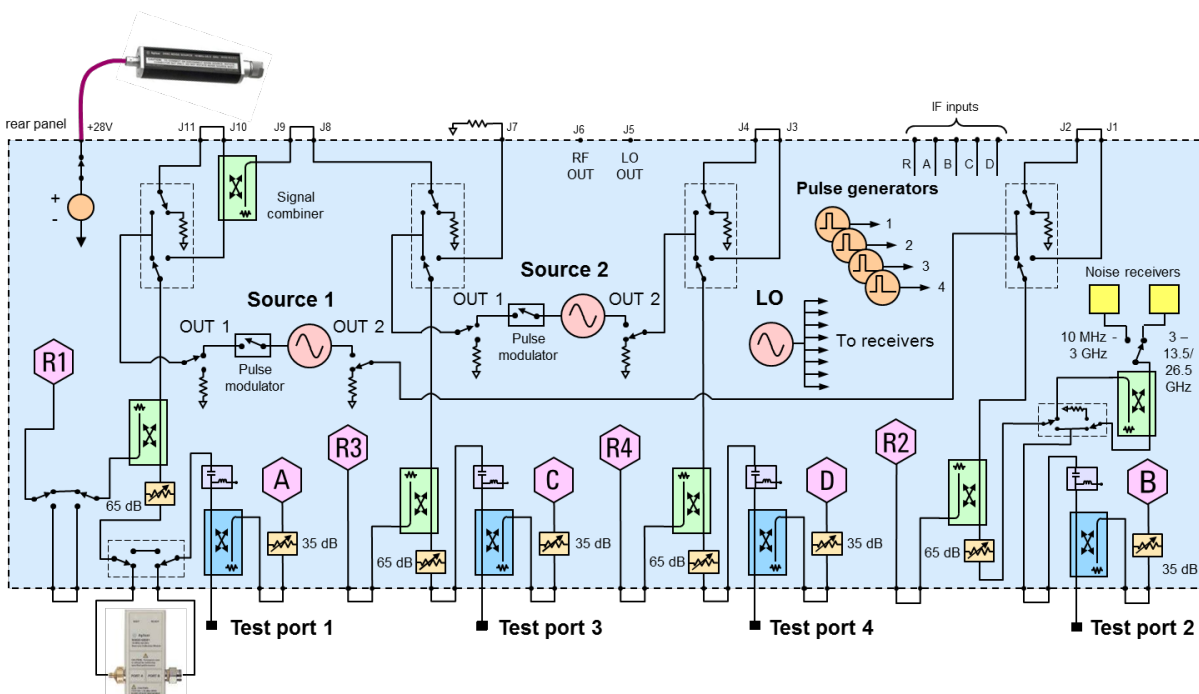 rear panel
+28V
J11
J10
J9
J8
J7
J6
J5
J4
J3
IF inputs
J2
J1
RF
OUT
LO
OUT
R
A
B
C
D
+
-
Signal
combiner
Pulse generators
1
2
3
4
Source 1
OUT 1
OUT 2
Pulse
modulator
Source 2
OUT 1
OUT 2
Pulse
modulator
LO
To receivers
Noise receivers
10 MHz -
3 GHz
3 –
13.5/
26.5
GHz
R1
R3
R4
R2
A
C
D
B
65 dB
35 dB
65 dB
35 dB
65 dB
35 dB
65 dB
35 dB
Test port 1
Test port 3
Test port 4
Test port 2